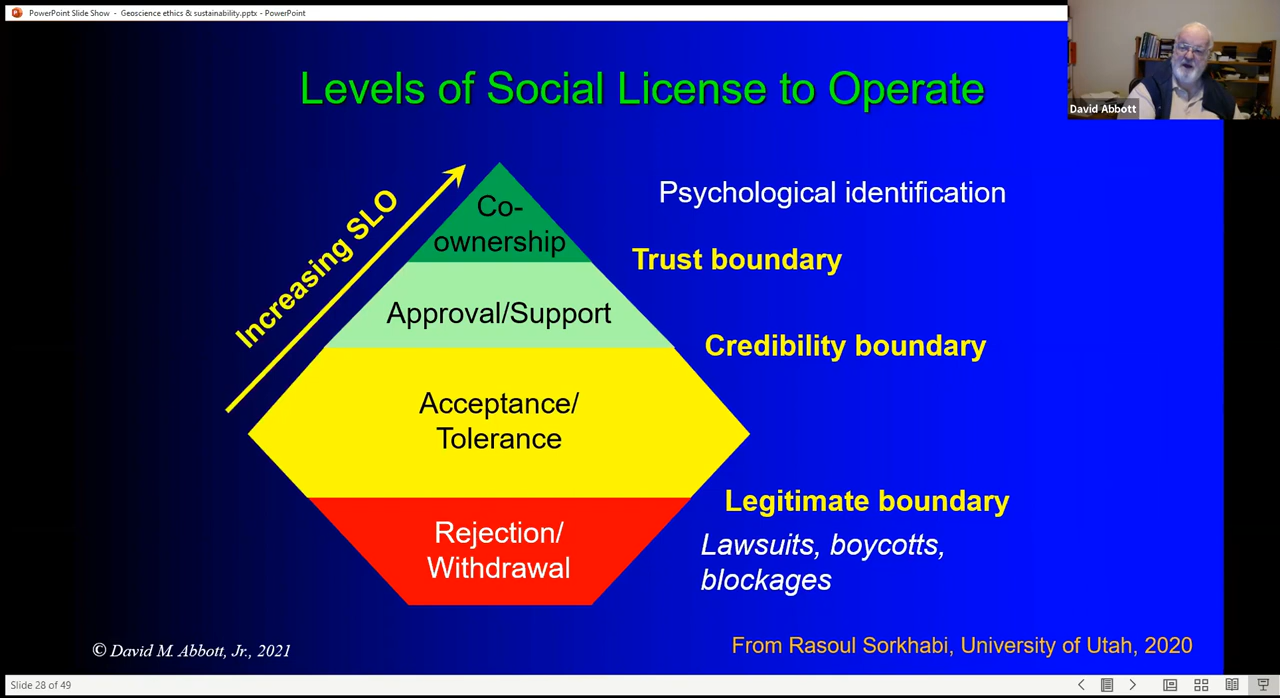 PowerPoint Slide Show - Geoscience ethics & sustainability.pptx - PowerPoint
David Abbott
Levels of Social License to Operate
Increasing SLO
Co-
ownership
Approval/Support
Acceptance/
Tolerance
Rejection/
Withdrawal
Psychological identification
Trust boundary
Credibility boundary
Legitimate boundary
Lawsuits, boycotts,
blockages
© David M. Abbott, Jr., 2021
From Rasoul Sorkhabi, University of Utah, 2020
Slide 28 of 49